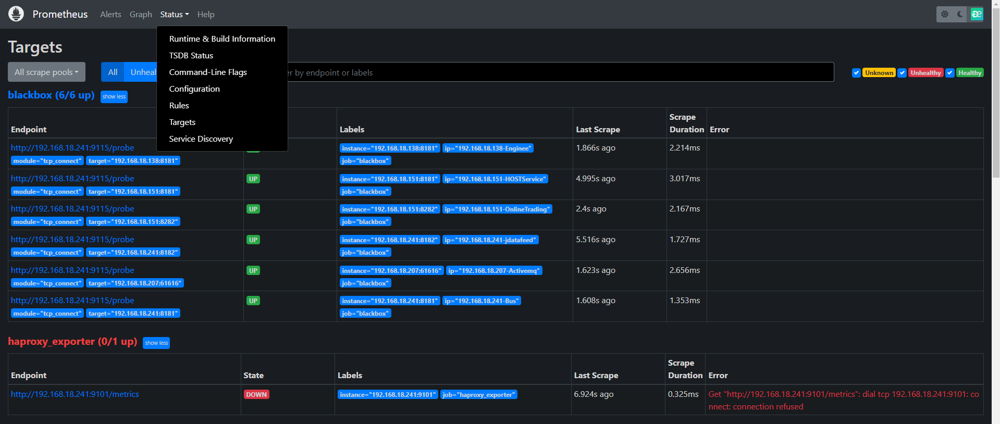 Prometheus Alerts Graph Status Help æ
Runtime & Build Information
TSDB Status
Command-Line Flags
Configuration
Rules
Targets
Service Discovery
Targets
All scrape pools All by endpoint or labels Unknown Unhealthy Healthy
blackbox (6/6 up) show less
Endpoint Labels Last Scrape Scrape Duration Error
http://192.168.18.241:9115/probe instance="192.168.18.138:8181" ip="192.168.18.138-Enginee" 1.866s ago 2.214ms
module="tcp_connect" target="192.168.18.138:8181" job="blackbox"
http://192.168.18.241:9115/probe UP instance="192.168.18.151:8181" ip="192.168.18.151-HOSTService" 4.995s ago 3.017ms
module="tcp_connect" target="192.168.18.151:8181" job="blackbox"
http://192.168.18.241:9115/probe UP instance="192.168.18.151:8282" ip="192.168.18.151-OnlineTrading" 2.4s ago 2.167ms
module="tcp_connect" target="192.168.18.151:8282" job="blackbox"
http://192.168.18.241:9115/probe UP instance="192.168.18.241:8182" ip="192.168.18.241-jdatafeed" 5.516s ago 1.727ms
module="tcp_connect" target="192.168.18.241:8182" job="blackbox"
http://192.168.18.241:9115/probe UP instance="192.168.18.207:61616" ip="192.168.18.207-Activemq" 1.623s ago 2.656ms
module="tcp_connect" target="192.168.18.207:61616" job="blackbox"
http://192.168.18.241:9115/probe UP instance="192.168.18.241:8181" ip="192.168.18.241-Bus" 1.608s ago 1.353ms
module="tcp_connect" target="192.168.18.241:8181" job="blackbox"
haproxy_exporter (0/1 up) show less
Endpoint State Labels Last Scrape Scrape Duration Error
http://192.168.18.241:9101/metrics DOWN instance="192.168.18.241:9101" job="haproxy_exporter" 6.924s ago 0.325ms Get "http://192.168.18.241:9101/metrics": dial tcp 192.168.18.241:9101: co
nnect: connection refused